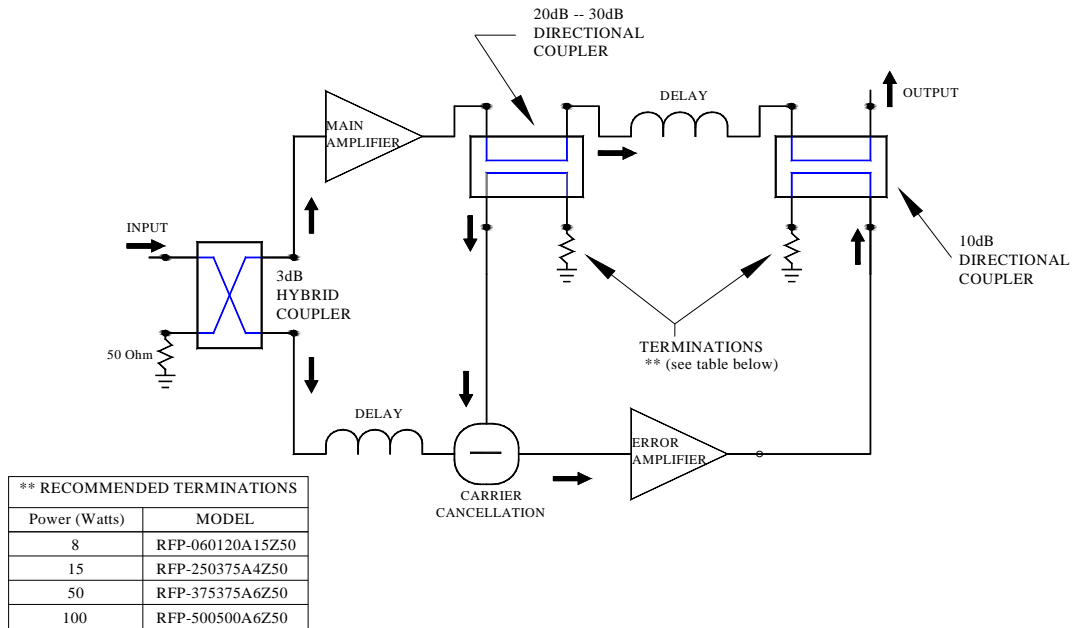 20dB -- 30dB
DIRECTIONAL
COUPLER
DELAY
OUTPUT
MAIN
AMPLIFIER
INPUT
3dB
HYBRID
COUPLER
10dB
DIRECTIONAL
COUPLER
50 Ohm
TERMINATIONS
** (see table below)
DELAY
ERROR
AMPLIFIER
CARRIER
CANCELLATION
** RECOMMENDED TERMINATIONS
Power (Watts) MODEL
8 RFP-060120A15Z50
15 RFP-250375A4Z50
50 RFP-375375A6Z50
100 RFP-500500A6Z50